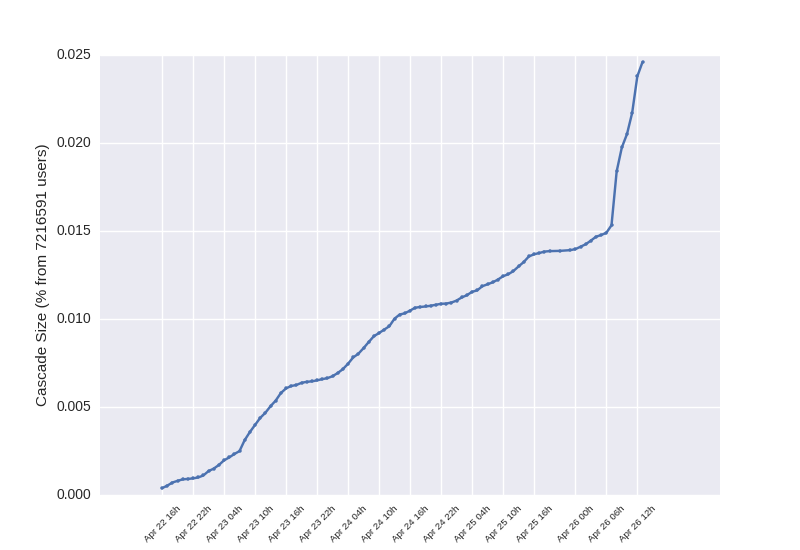 0.025
0.020
0.015
0.010
0.005
0.000
Cascade Size (% from 7216591 users)
Apr 22 16h
Apr 22 22h
Apr 23 04h
Apr 23 10h
Apr 23 16h
Apr 23 22h
Apr 24 04h
Apr 24 10h
Apr 24 16h
Apr 24 22h
Apr 25 04h
Apr 25 10h
Apr 25 16h
Apr 26 00h
Apr 26 06h
Apr 26 12h